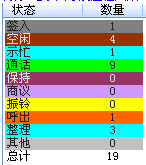 状态 数量
签入 1
空闲 4
示忙 1
通话 9
保持 0
商议 0
振铃 0
呼出 1
整理 3
其他 0
总计 19